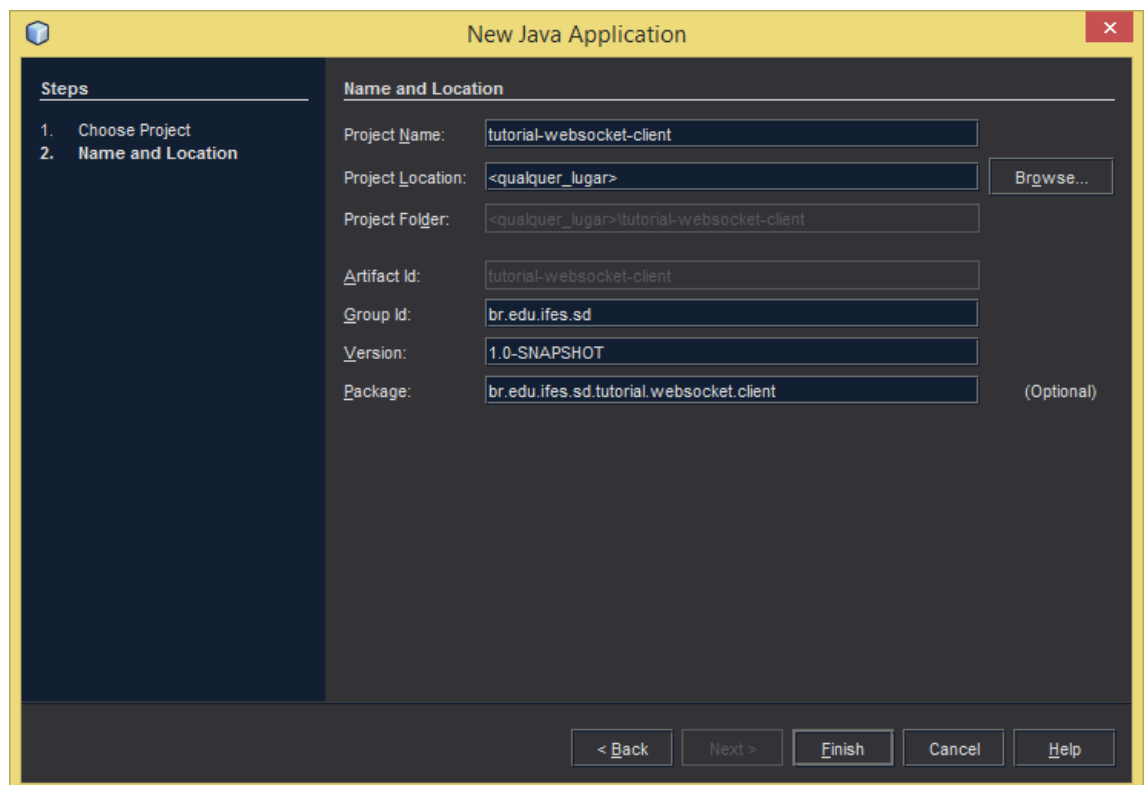 New Java Application
Steps
1. Choose Project
2. Name and Location
Name and Location
Project Name: tutorial-websocket-client
Project Location: <qualquer_lugar> Browse...
Project Folder: <qualquer_lugar>\tutorial-websocket-client
Artifact Id: tutorial-websocket-client
Group Id: br.edu.ifes.sd
Version: 1.0-SNAPSHOT
Package: br.edu.ifes.sd.tutorial.websocket.client (Optional)
< Back Next > Finish Cancel Help